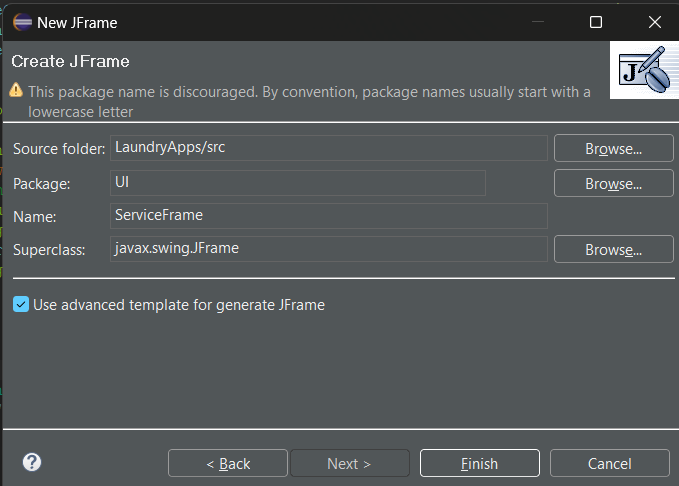 New JFrame
Create JFrame
This package name is discouraged. By convention, package names usually start with a
lowercase letter
Source folder: LaundryApps/src Browse...
Package: UI Browse...
Name: ServiceFrame
Superclass: javax.swing.JFrame Browse...
Use advanced template for generate JFrame
? < Back Next > Finish Cancel